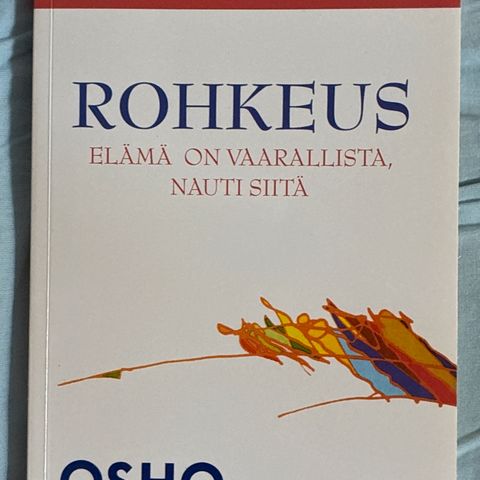 ROHKEUS
ELÄMÄ ON VAARALLISTA,
NAUTI SIITÄ
OSHO